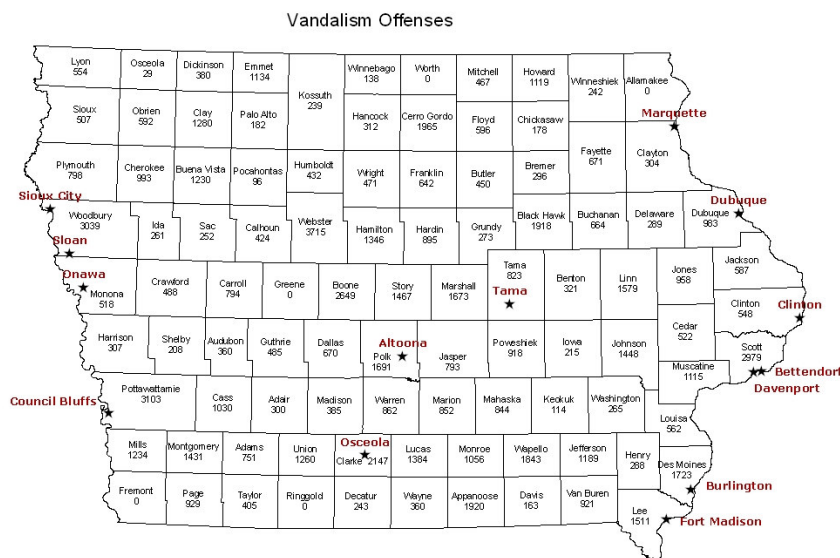 Vandalism Offenses
Lyon
554
Osceola
29
Dickinson
380
Emmet
1134
Kossuth
239
Winnebago
138
Worth
0
Mitchell
467
Howard
1119
Winneshiek
242
Allamakee
0
Sioux
507
Obrien
592
Clay
1280
Palo Alto
182
Hancock
312
Cerro Gordo
1965
Floyd
596
Chickasaw
178
Marquette
Fayette
671
Clayton
304
Plymouth
798
Cherokee
993
Buena Vista
1230
Pocahontas
96
Humboldt
432
Wright
471
Franklin
642
Butler
450
Bremer
296
Sioux City
Woodbury
3039
Ida
261
Sac
252
Calhoun
424
Webster
3715
Hamilton
1346
Hardin
895
Grundy
273
Black Hawk
1918
Buchanan
664
Delaware
289
Dubuque
Dubuque
983
Sloan
Onawa
Monona
518
Crawford
488
Carroll
794
Greene
0
Boone
2649
Story
1467
Marshall
1673
Tama
823
Tama
Benton
321
Linn
1579
Jones
958
Jackson
587
Clinton
548
Clinton
Harrison
307
Shelby
208
Audubon
360
Guthrie
485
Dallas
670
Altoona
Polk
1691
Jasper
793
Poweshiek
918
Iowa
215
Johnson
1448
Cedar
522
Scott
2979
Bettendorf
Davenport
Muscatine
1115
Council Bluffs
Pottawattamie
3103
Cass
1030
Adair
300
Madison
385
Warren
862
Marion
852
Mahaska
844
Keokuk
114
Washington
265
Louisa
562
Mills
1234
Montgomery
1431
Adams
751
Union
1260
Osceola
Clarke 2147
Lucas
1384
Monroe
1056
Wapello
1843
Jefferson
1189
Henry
288
Des Moines
1723
Burlington
Fremont
0
Page
929
Taylor
405
Ringgold
0
Decatur
243
Wayne
360
Appanoose
1920
Davis
163
Van Buren
921
Lee
1511
Fort Madison